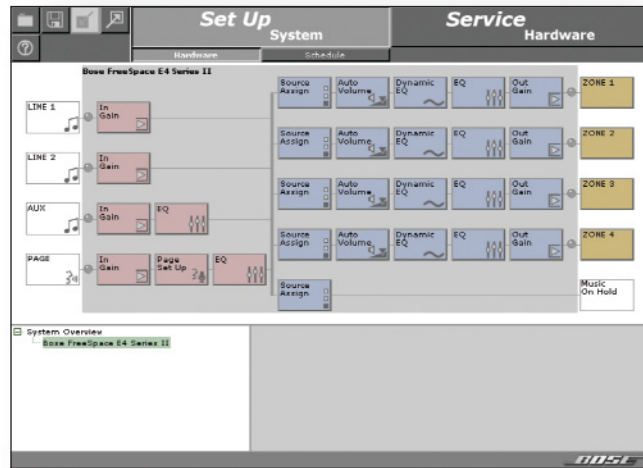 Set Up
System
Service
Hardware
Hardware
Schedule
Bose FreeSpace E4 Series II
LINE 1
In Gain
Source Assign
Auto Volume
Dynamic EQ
EQ
Out Gain
ZONE 1
LINE 2
In Gain
Source Assign
Auto Volume
Dynamic EQ
EQ
Out Gain
ZONE 2
AUX
In Gain
EQ
Source Assign
Auto Volume
Dynamic EQ
EQ
Out Gain
ZONE 3
PAGE
In Gain
Page Set Up
EQ
Source Assign
Auto Volume
Dynamic EQ
EQ
Out Gain
ZONE 4
Source Assign
Music On Hold
System Overview
Bose FreeSpace E4 Series II
BOSE